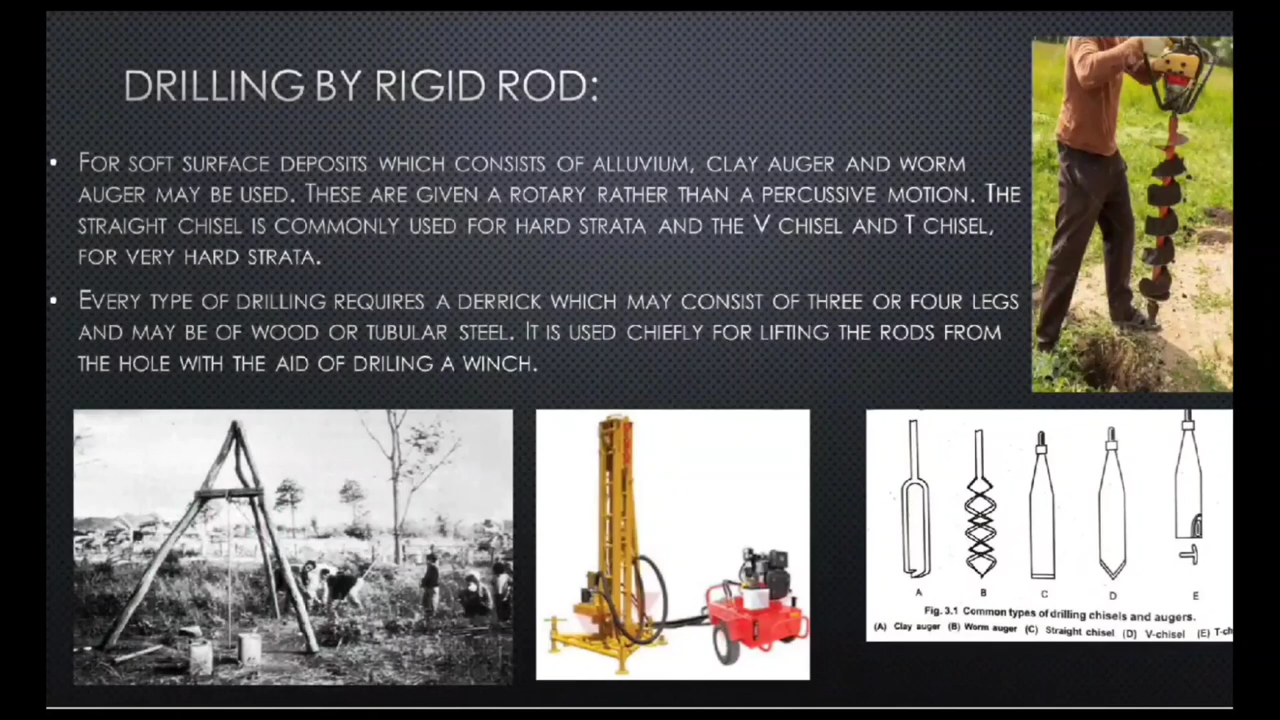 DRILLING BY RIGID ROD:
• FOR SOFT SURFACE DEPOSITS WHICH CONSISTS OF ALLUVIUM, CLAY AUGER AND WORM
AUGER MAY BE USED. THESE ARE GIVEN A ROTARY RATHER THAN A PERCUSSIVE MOTION. THE
STRAIGHT CHISEL IS COMMONLY USED FOR HARD STRATA AND THE V CHISEL AND T CHISEL,
FOR VERY HARD STRATA.
• EVERY TYPE OF DRILLING REQUIRES A DERRICK WHICH MAY CONSIST OF THREE OR FOUR LEGS
AND MAY BE OF WOOD OR TUBULAR STEEL. IT IS USED CHIEFLY FOR LIFTING THE RODS FROM
THE HOLE WITH THE AID OF DRILING A WINCH.
A B C D E
Fig. 3.1 Common types of drilling chisels and augers.
(A) Clay auger (B) Worm auger (C) Straight chisel (D) V-chisel (E) T-ch